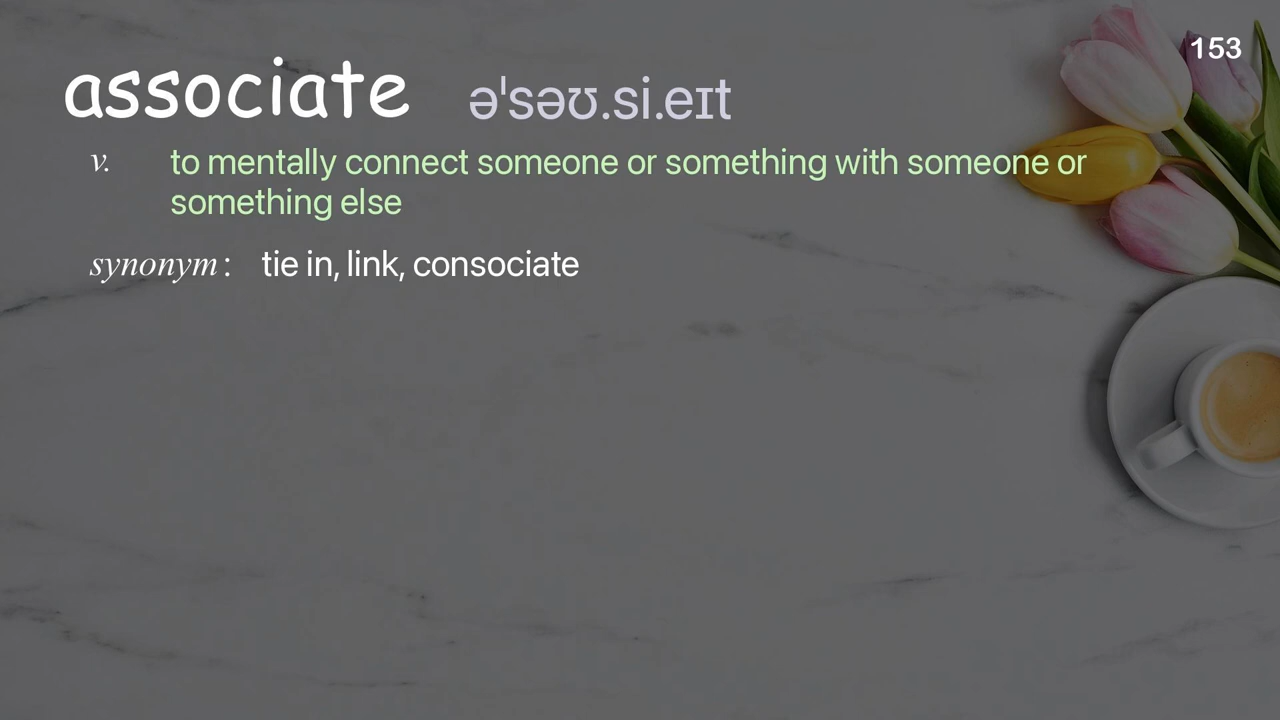 153
associate əˈsəʊ.si.eɪt
v. to mentally connect someone or something with someone or
something else
synonym : tie in, link, consociate